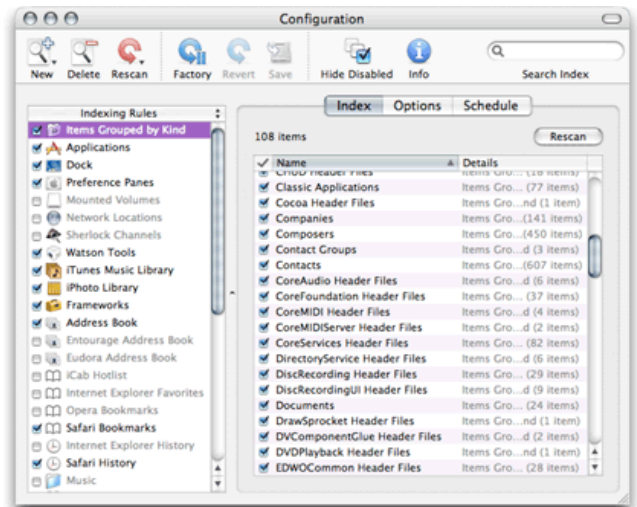 Configuration
New Delete Rescan Factory Revert Save Hide Disabled Info Search Index
Indexing Rules
Items Grouped by Kind
Applications
Dock
Preference Panes
Mounted Volumes
Network Locations
Sherlock Channels
Watson Tools
iTunes Music Library
iPhoto Library
Frameworks
Address Book
Entourage Address Book
Eudora Address Book
iCab Hotlist
Internet Explorer Favorites
Opera Bookmarks
Safari Bookmarks
Internet Explorer History
Safari History
Music
Index Options Schedule
108 items Rescan
Name Details
CHUD Header Files Items Gro... (18 items)
Classic Applications Items Gro... (77 items)
Cocoa Header Files Items Gro...nd (1 item)
Companies Items Gro...(141 items)
Composers Items Gro...(450 items)
Contact Groups Items Gro...d (3 items)
Contacts Items Gro...(607 items)
CoreAudio Header Files Items Gro...d (6 items)
CoreFoundation Header Files Items Gro... (37 items)
CoreMIDI Header Files Items Gro...d (4 items)
CoreMIDIServer Header Files Items Gro...d (2 items)
CoreServices Header Files Items Gro... (82 items)
DirectoryService Header Files Items Gro...d (6 items)
DiscRecording Header Files Items Gro... (29 items)
DiscRecordingUI Header Files Items Gro...d (9 items)
Documents Items Gro... (24 items)
DrawSprocket Header Files Items Gro...nd (1 item)
DVComponentGlue Header Files Items Gro...d (2 items)
DVDPlayback Header Files Items Gro...nd (1 item)
EDWOCommon Header Files Items Gro... (28 items)